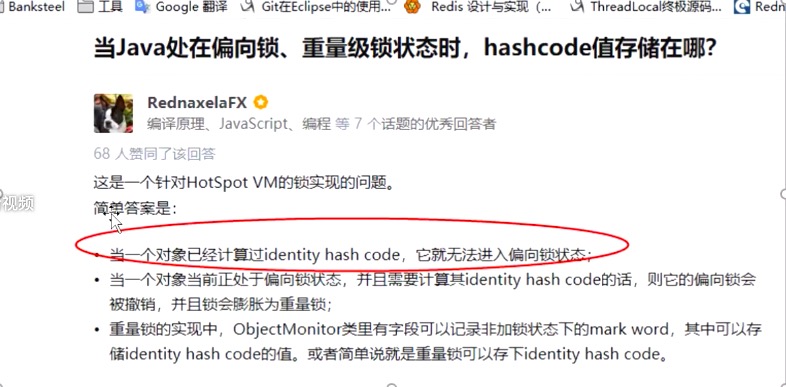 Banksteel 工具 Google 翻译 Git在Eclipse中的使用... Redis 设计与实现（... ThreadLocal终极源码... Redn
当Java处在偏向锁、重量级锁状态时，hashcode值存储在哪？
RednaxelaFX
编译原理、JavaScript、编程 等 7 个话题的优秀回答者
68 人赞同了该回答
这是一个针对HotSpot VM的锁实现的问题。
视频
简单答案是：
• 当一个对象已经计算过identity hash code，它就无法进入偏向锁状态；
• 当一个对象当前正处于偏向锁状态，并且需要计算其identity hash code的话，则它的偏向锁会
被撤销，并且锁会膨胀为重量锁；
• 重量锁的实现中，ObjectMonitor类里有字段可以记录非加锁状态下的mark word，其中可以存
储identity hash code的值。或者简单说就是重量锁可以存下identity hash code。